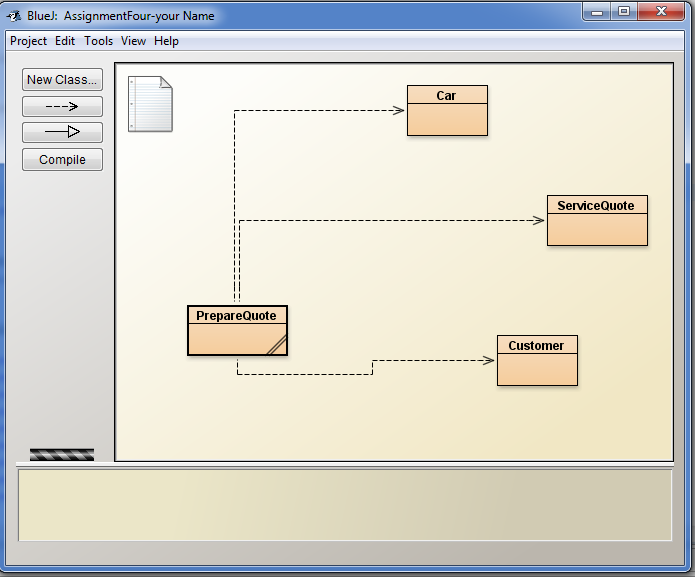 BlueJ: AssignmentFour-your Name
Project Edit Tools View Help
New Class...
Compile
Car
ServiceQuote
PrepareQuote
Customer